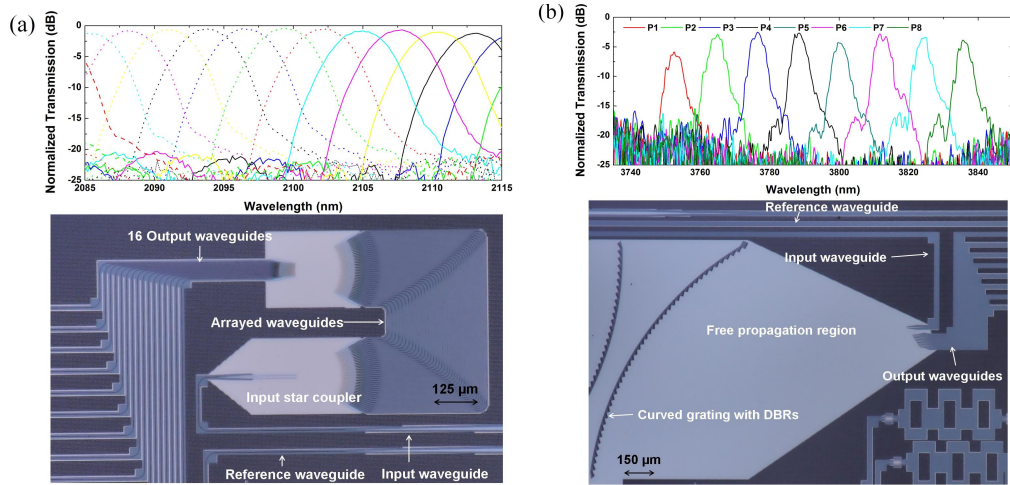 (a)
Normalized Transmission (dB)
0
-5
-10
-15
-20
-25
2085
2090
2095
2100
2105
2110
2115
Wavelength (nm)
16 Output waveguides
Arrayed waveguides
125 µm
Input star coupler
Reference waveguide
Input waveguide
(b)
Normalized Transmission (dB)
0
-5
-10
-15
-20
-25
P1 P2 P3 P4 P5 P6 P7 P8
3740
3760
3780
3800
3820
3840
Wavelength (nm)
Reference waveguide
Input waveguide
Free propagation region
Output waveguides
Curved grating with DBRs
150 µm